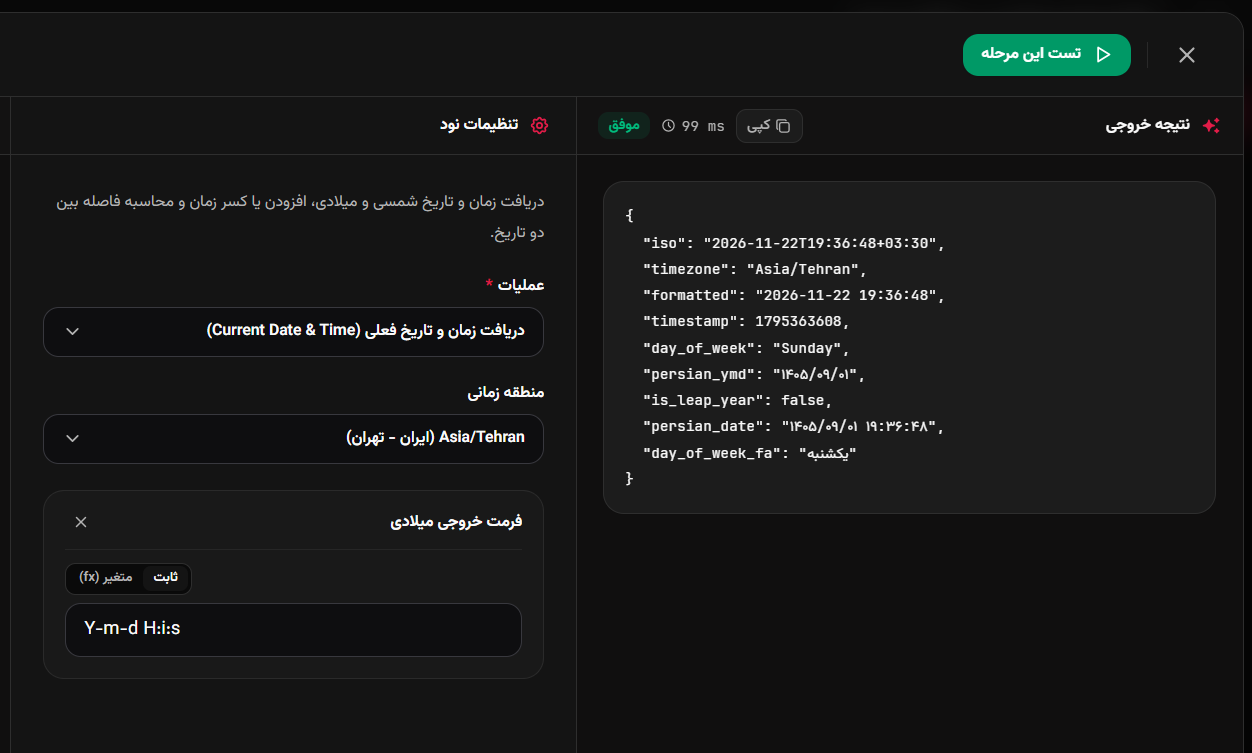 تست این مرحله
نتیجه خروجی
کپی
99 ms
موفق
{
"iso": "2026-11-22T19:36:48+03:30",
"timezone": "Asia/Tehran",
"formatted": "2026-11-22 19:36:48",
"timestamp": 1795363608,
"day_of_week": "Sunday",
"persian_ymd": "۱۴۰۵/۰۹/۰۱",
"is_leap_year": false,
"persian_date": "۱۴۰۵/۰۹/۰۱ ۱۹:۳۶:۴۸",
"day_of_week_fa": "یکشنبه"
}
تنظیمات نود
دریافت زمان و تاریخ شمسی و میلادی، افزودن یا کسر زمان و محاسبه فاصله بین
دو تاریخ.
عملیات *
دریافت زمان و تاریخ فعلی (Current Date & Time)
منطقه زمانی
Asia/Tehran (ایران - تهران)
فرمت خروجی میلادی
ثابت
متغیر (fx)
Y-m-d H:i:s